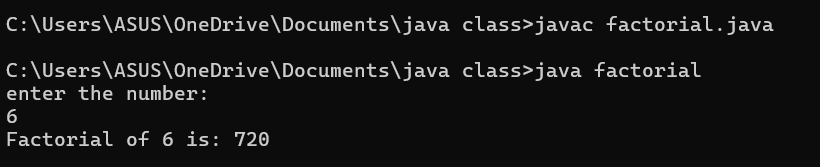 C:\Users\ASUS\OneDrive\Documents\java class>javac factorial.java
C:\Users\ASUS\OneDrive\Documents\java class>java factorial
enter the number:
6
Factorial of 6 is: 720